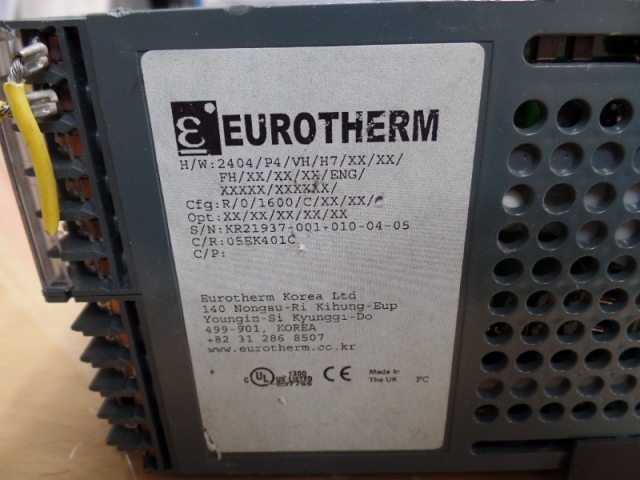 EUROTHERM
H/W:2404/P4/VH/H7/XX/XX/
FH/XX/XX/XX/ENG/
XXXXX/XXXXXX/
Cfg:R/0/1600/C/XX/XX/
Opt:XX/XX/XX/XX/XX
S/N:KR21937-001-010-04-05
C/R:05EK401C
C/P:
Eurotherm Korea Ltd
140 Nongsu-Ri Kihung-Eup
Youngin-Si Kyunggi-Do
499-901, KOREA
+82 31 286 8507
www.eurotherm.co.kr
C UL US LISTED
CE
Made in
The UK
FC